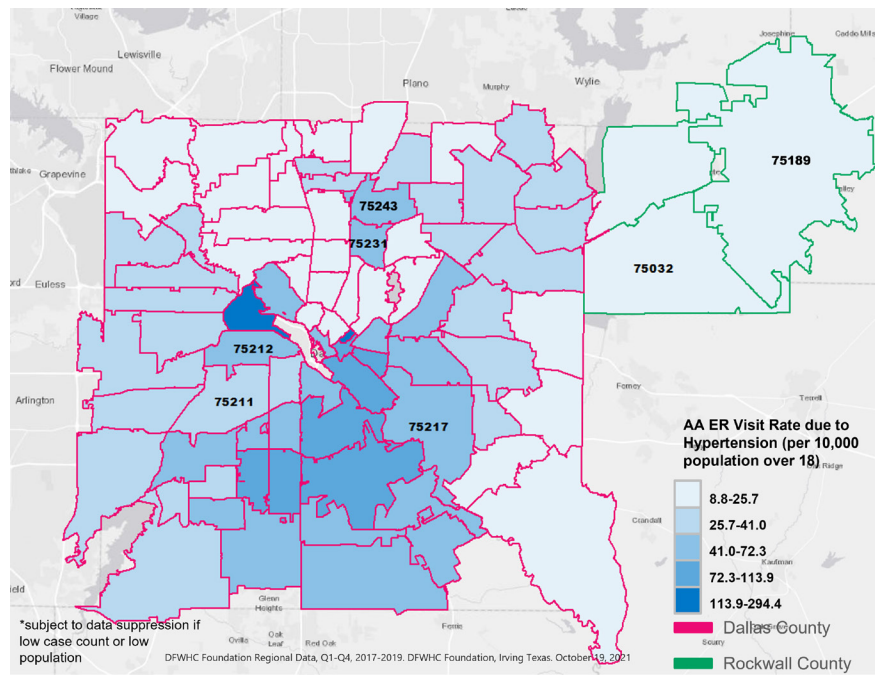 Village
Lewisville
Flower Mound
Plano
Murphy
Wylie
Josephine
Caddo Mills
75189
Grapevine
75243
75231
75032
Euless
75212
75211
Arlington
75217
Forney
Terrell
AA ER Visit Rate due to
Hypertension (per 10,000
population over 18)
Ridge
8.8-25.7
25.7-41.0
41.0-72.3
72.3-113.9
113.9-294.4
Crandall
Kaufman
Dallas County
Rockwall County
Scurry
Glenn
Heights
Oak
Leaf
Ovilla
Red Oak
Ferris
*subject to data suppression if
low case count or low
population
DFWHC Foundation Regional Data, Q1-Q4, 2017-2019. DFWHC Foundation, Irving Texas. October 19, 2021